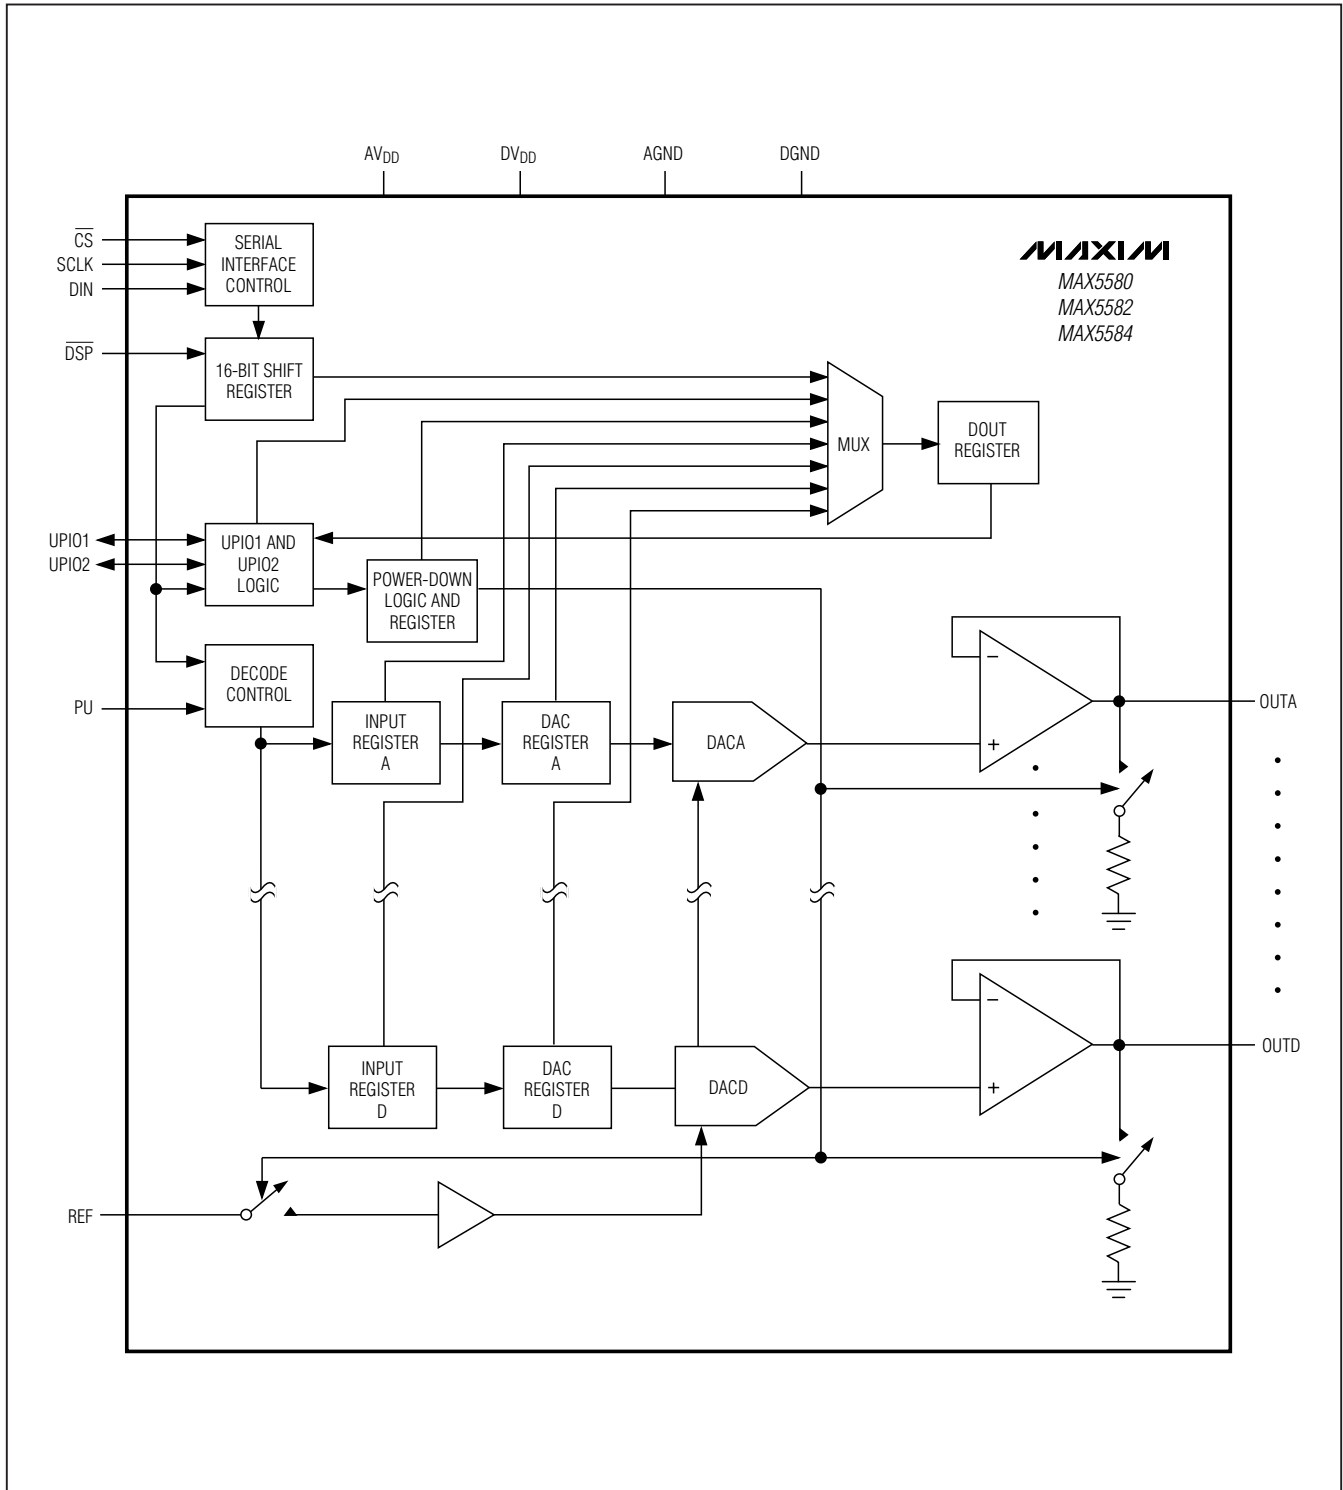 AVDD
DVDD
AGND
DGND
CS
SCLK
DIN
SERIAL
INTERFACE
CONTROL
MAXIM
MAX5580
MAX5582
MAX5584
DSP
16-BIT SHIFT
REGISTER
MUX
DOUT
REGISTER
UPIO1
UPIO2
UPIO1 AND
UPIO2
LOGIC
POWER-DOWN
LOGIC AND
REGISTER
DECODE
CONTROL
PU
INPUT
REGISTER
A
DAC
REGISTER
A
DACA
−
+
OUTA
INPUT
REGISTER
D
DAC
REGISTER
D
DACD
−
+
OUTD
REF